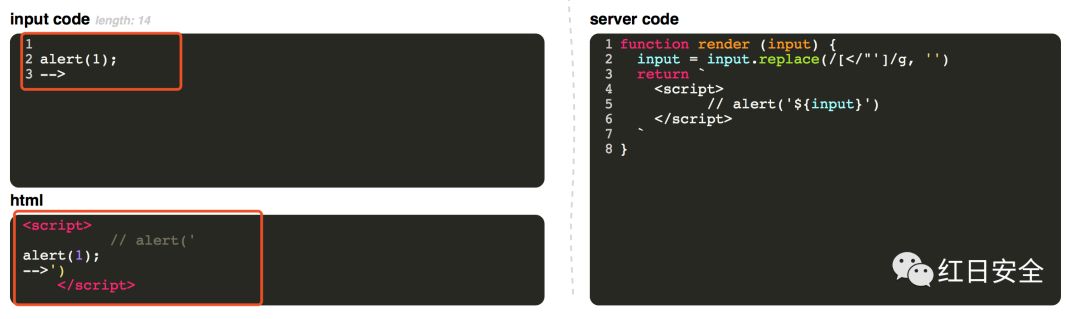 input code length: 14
1
2 alert(1);
3 -->
html
<script>
// alert('
alert(1);
-->')
</script>
server code
1 function render (input) {
2 input = input.replace(/[</"']/g, '')
3 return `
4 <script>
5 // alert('${input}')
6 </script>
7 `
8 }
红日安全